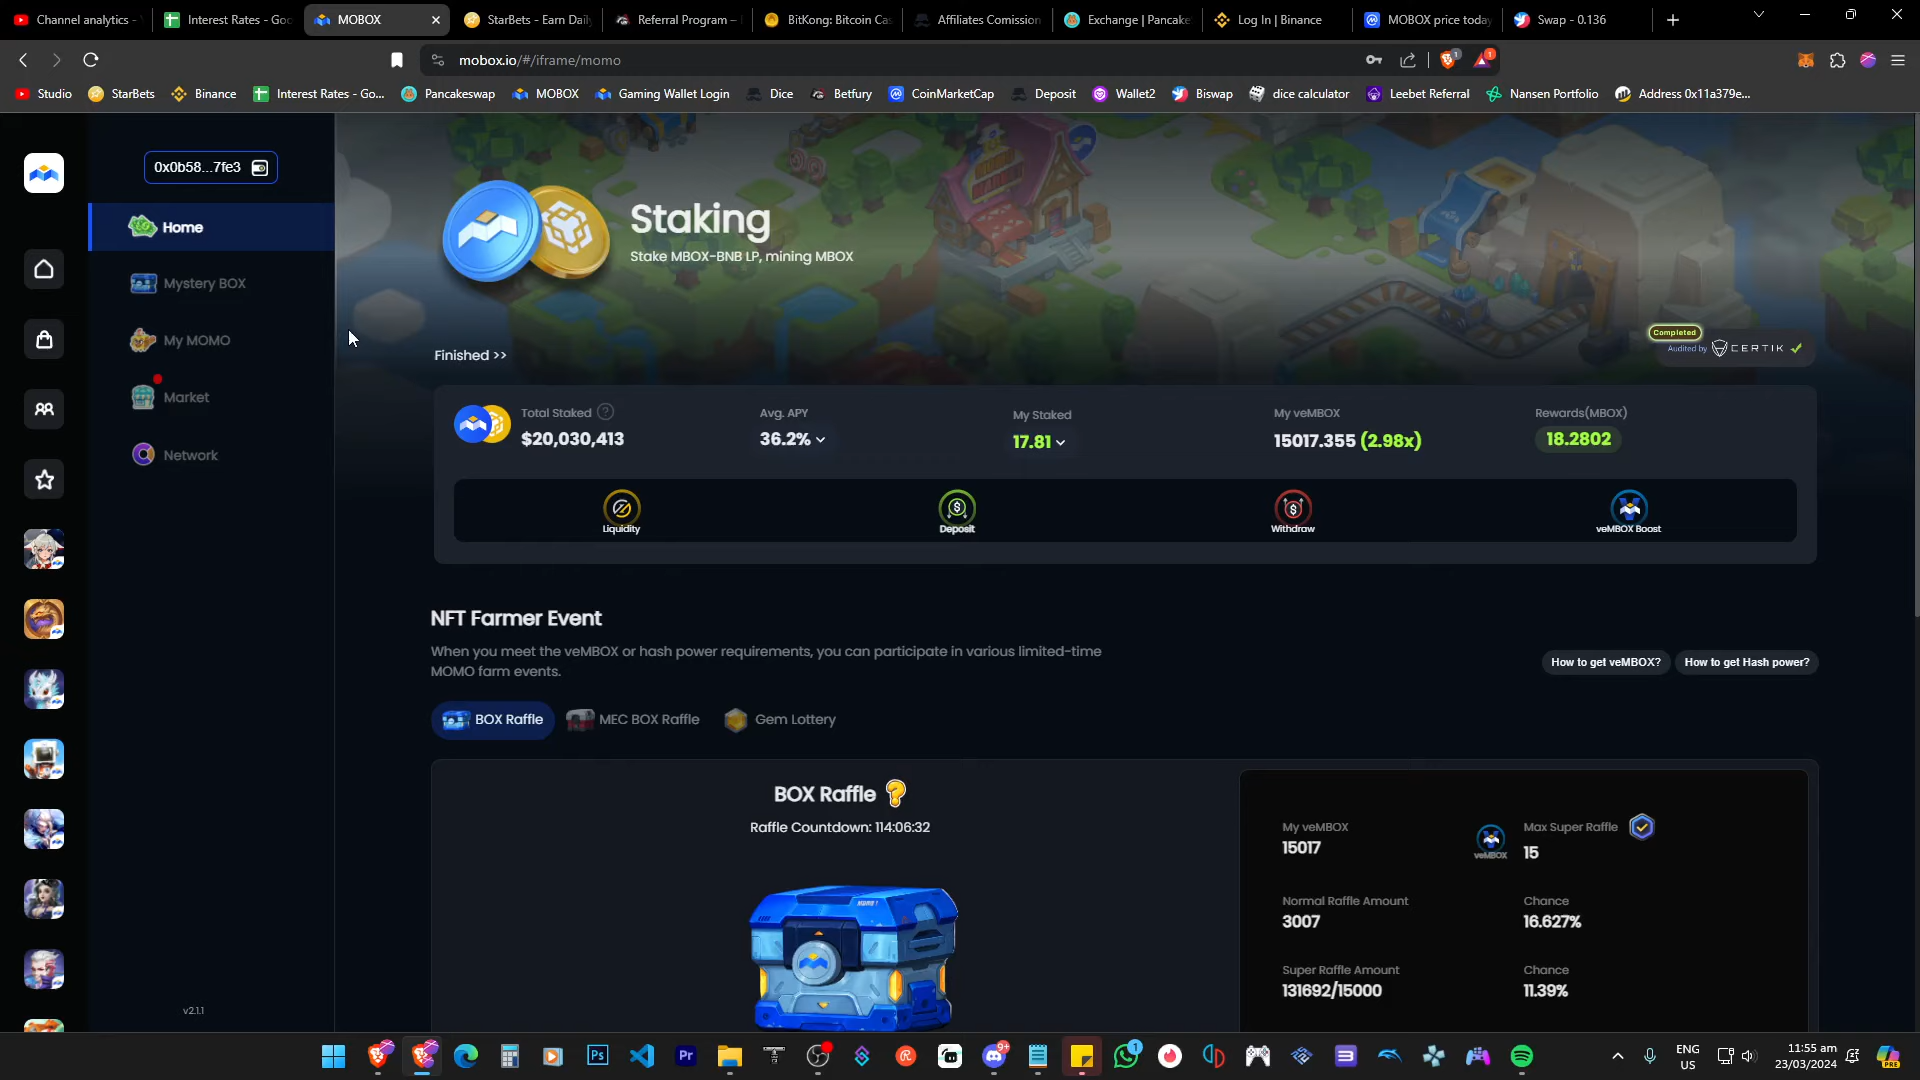 Channel analytics -
Interest Rates - Goo
MOBOX
StarBets - Earn Daily
Referral Program –
BitKong: Bitcoin Cas
Affiliates Comission
Exchange | Pancake
Log In | Binance
MOBOX price today
Swap - 0.136
mobox.io/#/iframe/momo
1
1
Studio
StarBets
Binance
Interest Rates - Go...
Pancakeswap
MOBOX
Gaming Wallet Login
Dice
Betfury
CoinMarketCap
Deposit
Wallet2
Biswap
dice calculator
Leebet Referral
Nansen Portfolio
Address 0x11a379e...
0x0b58...7fe3
Home
Mystery BOX
My MOMO
Market
Network
v2.1.1
Staking
Stake MBOX-BNB LP, mining MBOX
Finished >>
Completed
Audited by CERTIK
Total Staked ?
$20,030,413
Avg. APY
36.2%
My Staked
17.81
My veMBOX
15017.355 (2.98x)
Rewards(MBOX)
18.2802
Liquidity
Deposit
Withdraw
veMBOX Boost
NFT Farmer Event
When you meet the veMBOX or hash power requirements, you can participate in various limited-time
MOMO farm events.
How to get veMBOX?
How to get Hash power?
BOX Raffle
MEC BOX Raffle
Gem Lottery
BOX Raffle
Raffle Countdown: 114:06:32
My veMBOX
15017
veMBOX
Max Super Raffle
15
Normal Raffle Amount
3007
Chance
16.627%
Super Raffle Amount
131692/15000
Chance
11.39%
Ps
Pr
9+
1
ENG
US
11:55 am
23/03/2024
PRE